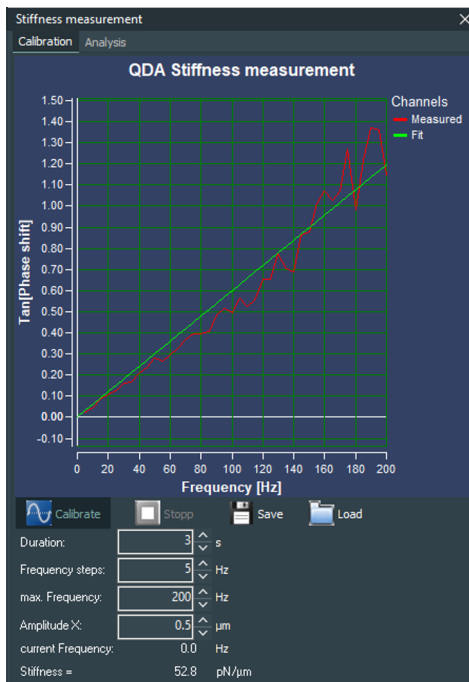 Stiffness measurement
Calibration Analysis
QDA Stiffness measurement
Channels
Measured
Fit
1.50
1.40
1.30
1.20
1.10
1.00
0.90
0.80
0.70
0.60
0.50
0.40
0.30
0.20
0.10
0.00
-0.10
Tan[Phase shift]
0 20 40 60 80 100 120 140 160 180 200
Frequency [Hz]
Calibrate Stopp Save Load
Duration: 3 s
Frequency steps: 5 Hz
max. Frequency: 200 Hz
Amplitude X: 0.5 µm
current Frequency: 0.0 Hz
Stiffness = 52.8 pN/µm